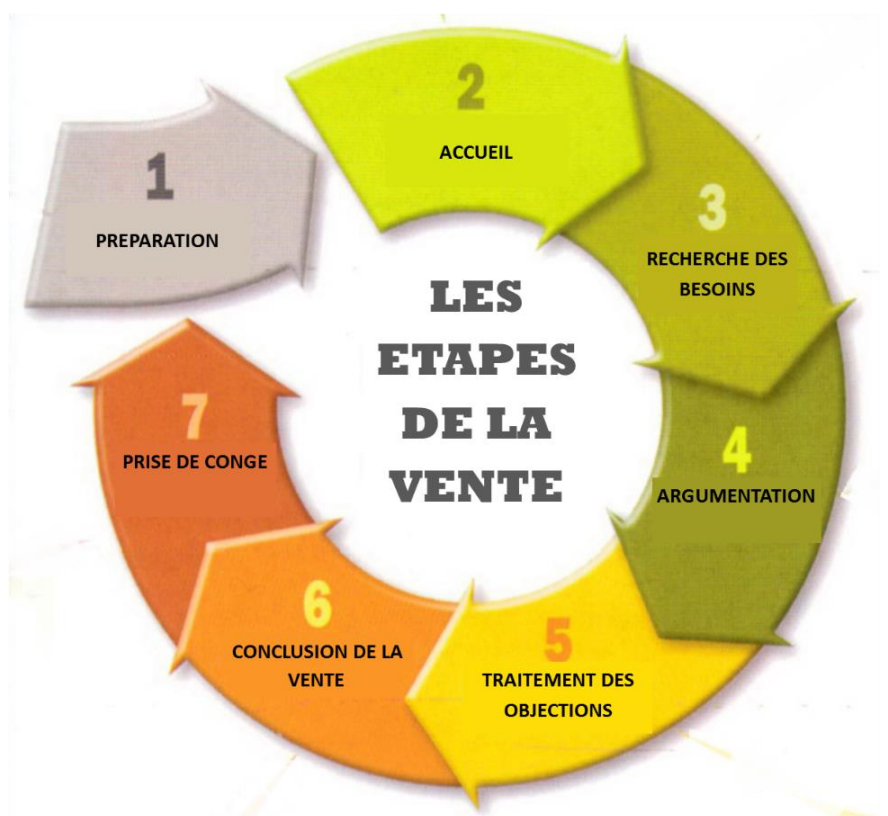 LES
ETAPES
DE LA
VENTE
1
PREPARATION
2
ACCUEIL
3
RECHERCHE DES
BESOINS
4
ARGUMENTATION
5
TRAITEMENT DES
OBJECTIONS
6
CONCLUSION DE LA
VENTE
7
PRISE DE CONGE